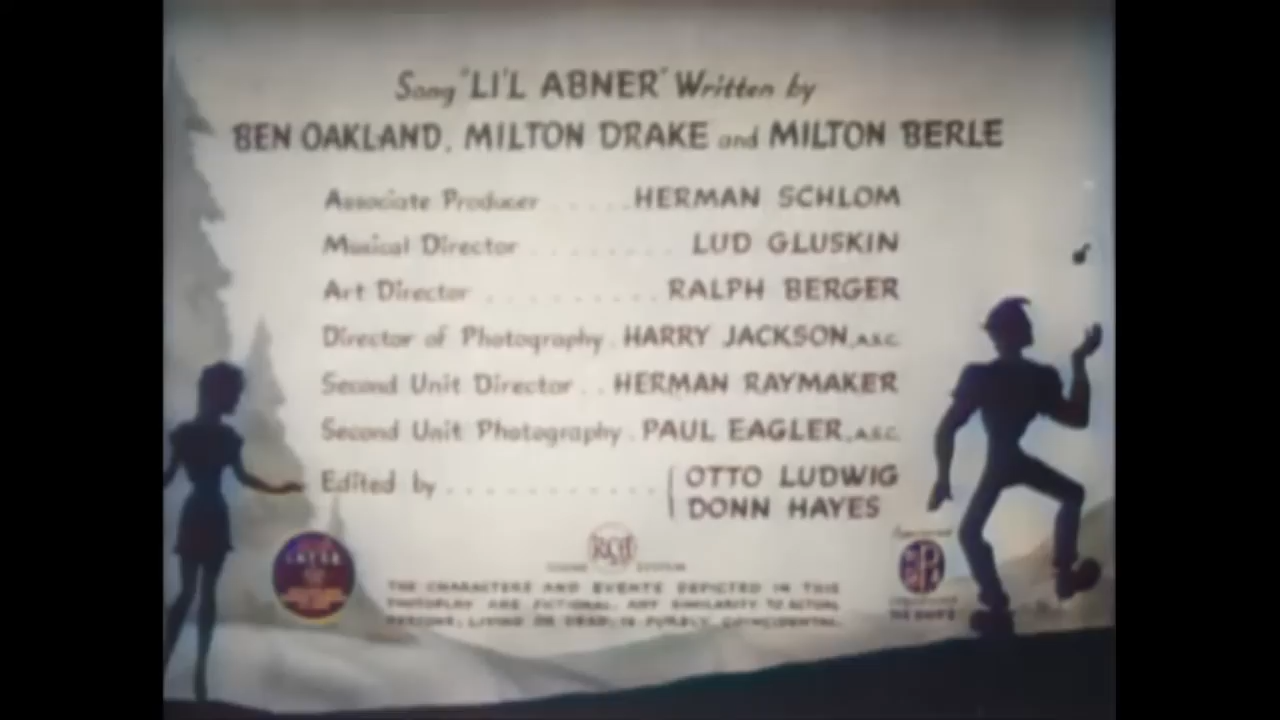 Song "LI'L ABNER" Written by
BEN OAKLAND, MILTON DRAKE and MILTON BERLE
Associate Producer ...... HERMAN SCHLOM
Musical Director ........ LUD GLUSKIN
Art Director .......... RALPH BERGER
Director of Photography . HARRY JACKSON, A.S.C.
Second Unit Director .. HERMAN RAYMAKER
Second Unit Photography . PAUL EAGLER, A.S.C.
Edited by ............ OTTO LUDWIG
DONN HAYES
RCA
SOUND SYSTEM
THE CHARACTERS AND EVENTS DEPICTED IN THIS
PHOTOPLAY ARE FICTIONAL. ANY SIMILARITY TO ACTUAL
PERSONS, LIVING OR DEAD, IS PURELY COINCIDENTAL.